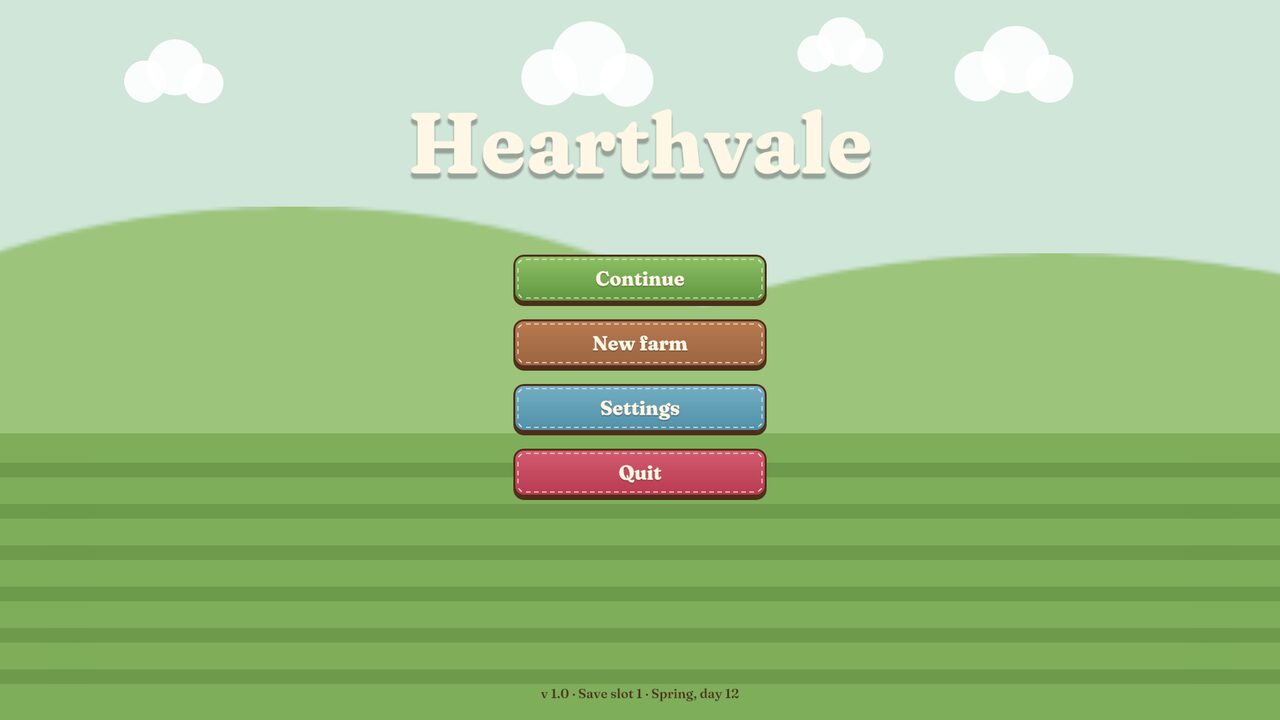 Hearthvale
Continue
New farm
Settings
Quit
v 1.0 · Save slot 1 · Spring, day 12